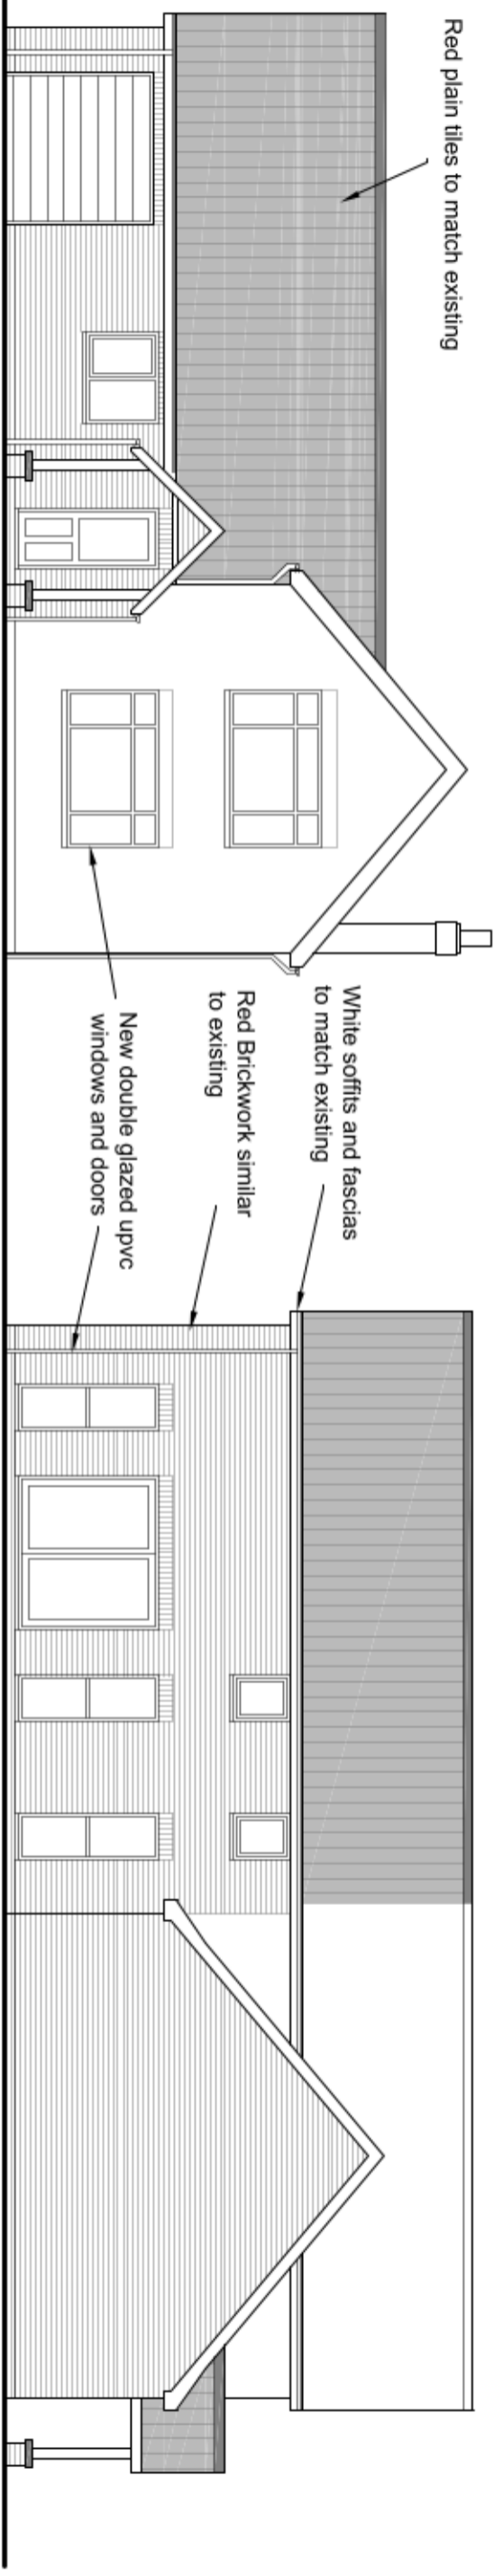 Red plain tiles to match existing
White soffits and fascias
to match existing
Red Brickwork similar
to existing
New double glazed upvc
windows and doors